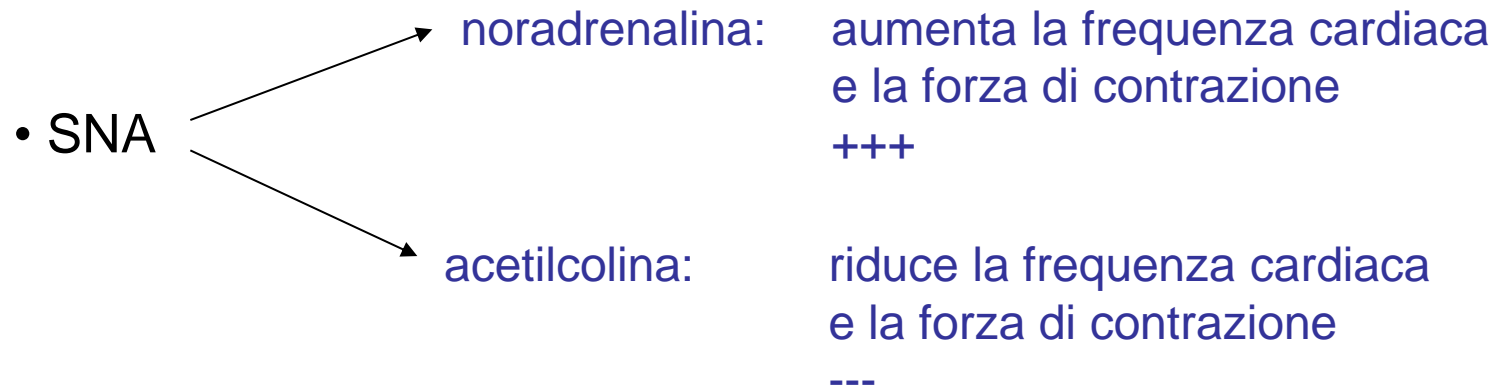 noradrenalina: aumenta la frequenza cardiaca
e la forza di contrazione
• SNA +++
acetilcolina: riduce la frequenza cardiaca
e la forza di contrazione
---